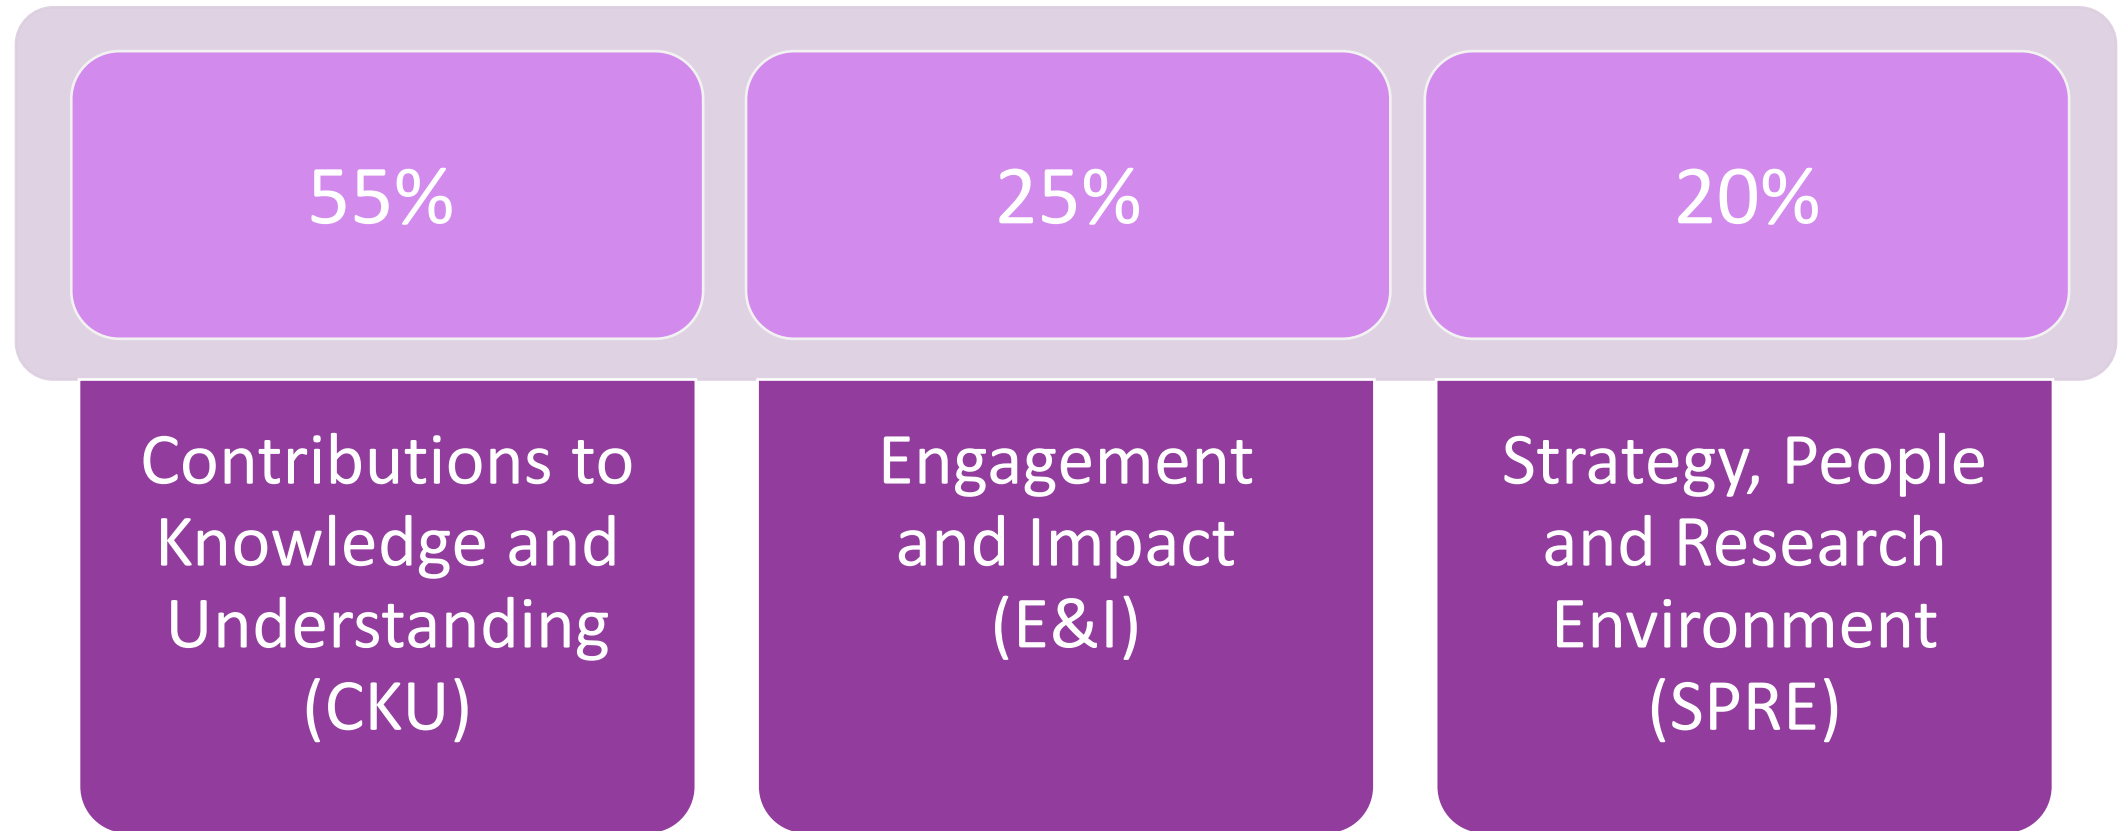 55%
25%
20%
Contributions to
Knowledge and
Understanding
(CKU)
Engagement
and Impact
(E&I)
Strategy, People
and Research
Environment
(SPRE)